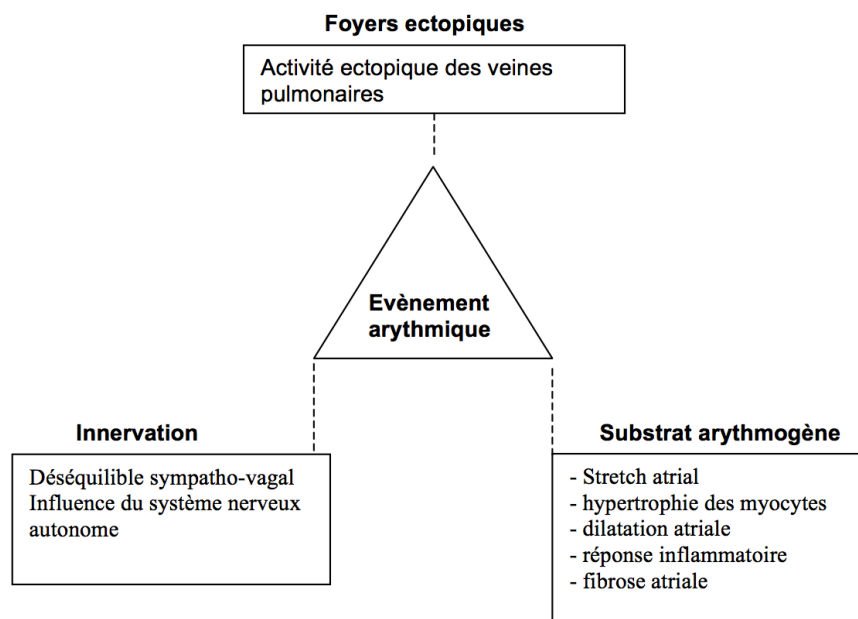 Foyers ectopiques
Activité ectopique des veines
pulmonaires
Evènement
arythmique
Innervation
Déséquilible sympatho-vagal
Influence du système nerveux
autonome
Substrat arythmogène
- Stretch atrial
- hypertrophie des myocytes
- dilatation atriale
- réponse inflammatoire
- fibrose atriale